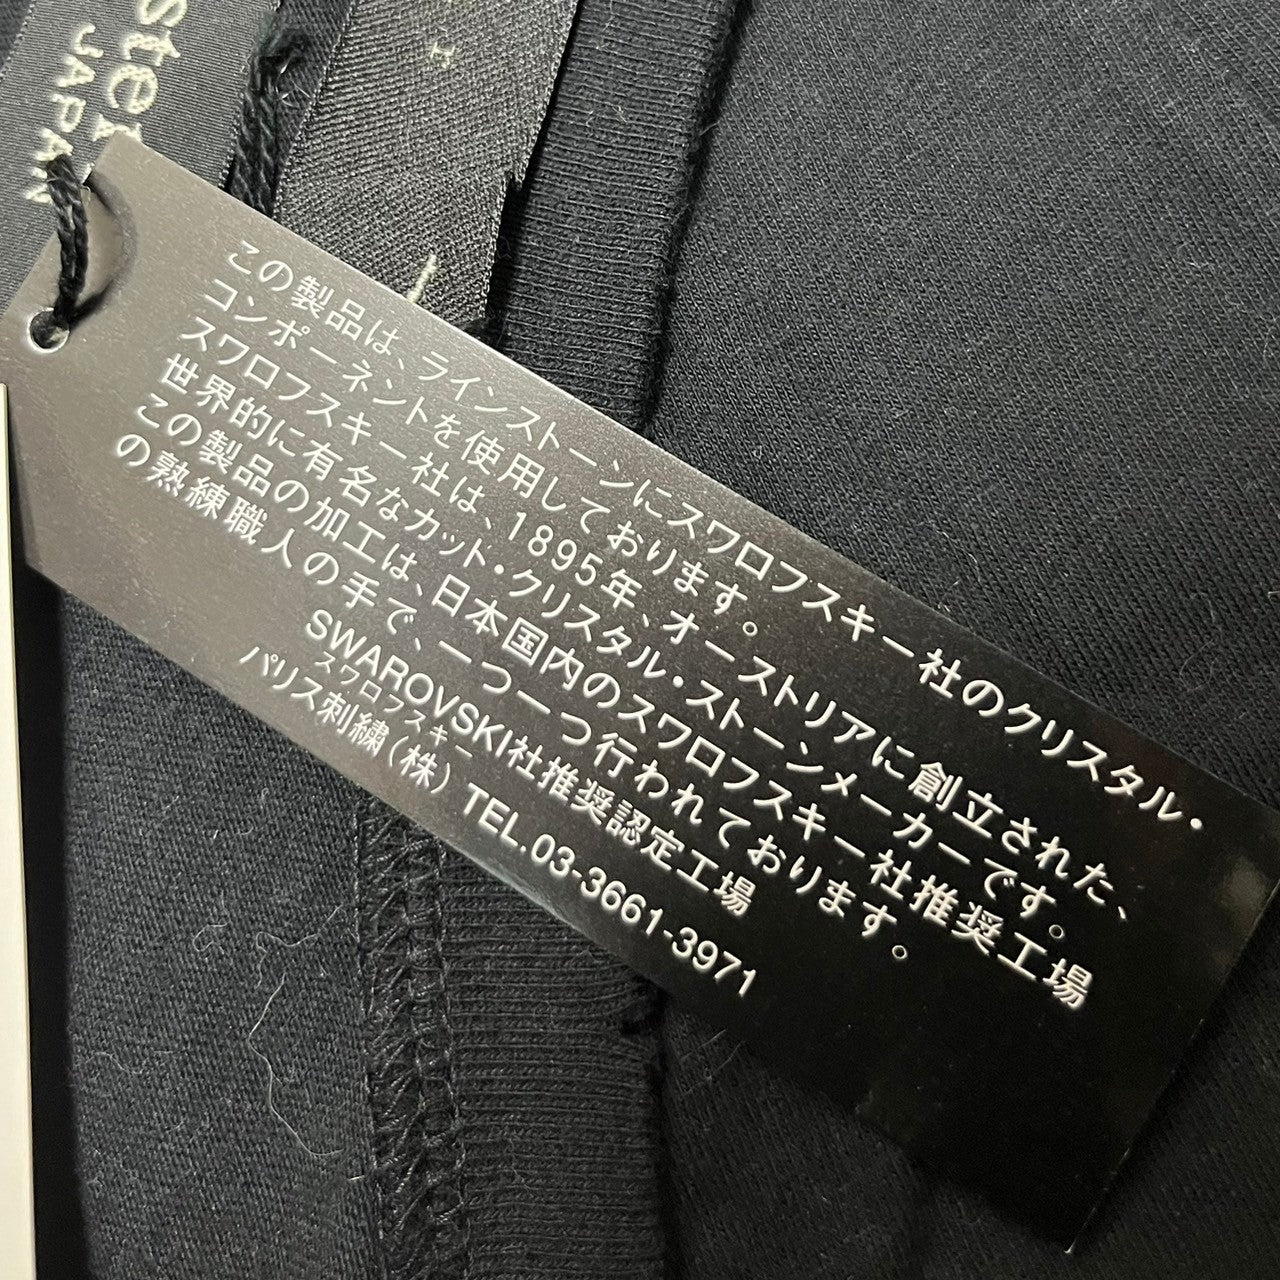 JAPAN
この製品は、ラインストーンにスワロフスキー社のクリスタル・
コンポーネントを使用しております。
スワロフスキー社は、1895年、オーストリアに創立された、
世界的に有名なカット・クリスタル・ストーンメーカーです。
この製品の加工は、日本国内のスワロフスキー社推奨工場
の熟練職人の手で、一つ一つ行われております。
SWAROVSKI社推奨認定工場
スワロフスキー
パリス刺繍(株) TEL.03-3661-3971